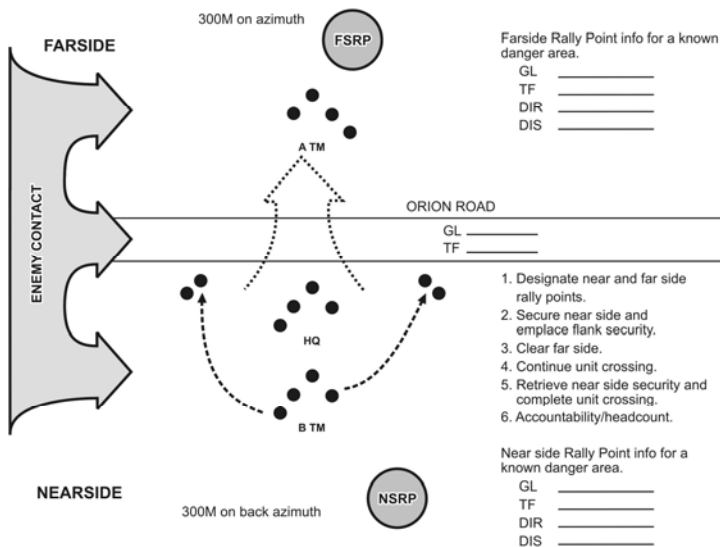 300M on azimuth
FARSIDE
FSRP
Farside Rally Point info for a known
danger area.
GL
TF
DIR
DIS
A TM
ENEMY CONTACT
ORION ROAD
GL
TF
HQ
B TM
1. Designate near and far side
rally points.
2. Secure near side and
emplace flank security.
3. Clear far side.
4. Continue unit crossing.
5. Retrieve near side security and
complete unit crossing.
6. Accountability/headcount.
Near side Rally Point info for a
known danger area.
GL
TF
DIR
DIS
NEARSIDE
NSRP
300M on back azimuth